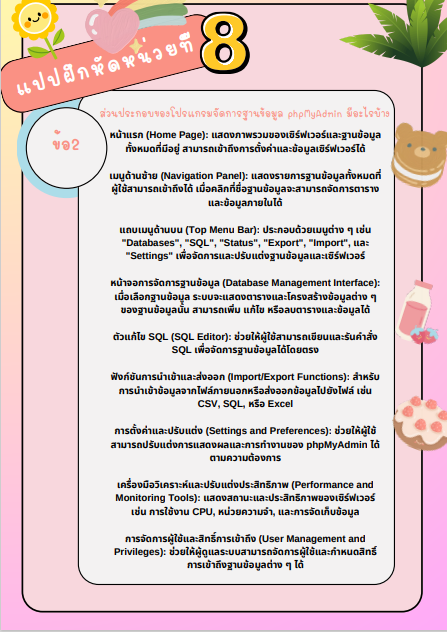 แบบฝึกหัดหน่วยที่ 8
ข้อ2
ส่วนประกอบของโปรแกรมจัดการฐานข้อมูล phpMyAdmin มีอะไรบ้าง
หน้าแรก (Home Page): แสดงภาพรวมของเซิร์ฟเวอร์และฐานข้อมูล
ทั้งหมดที่มีอยู่ สามารถเข้าถึงการตั้งค่าและข้อมูลเซิร์ฟเวอร์ได้
เมนูด้านซ้าย (Navigation Panel): แสดงรายการฐานข้อมูลทั้งหมดที่
ผู้ใช้สามารถเข้าถึงได้ เมื่อคลิกที่ชื่อฐานข้อมูลจะสามารถจัดการตาราง
และข้อมูลภายในได้
แถบเมนูด้านบน (Top Menu Bar): ประกอบด้วยเมนูต่าง ๆ เช่น
"Databases", "SQL", "Status", "Export", "Import", และ
"Settings" เพื่อจัดการและปรับแต่งฐานข้อมูลและเซิร์ฟเวอร์
หน้าจอการจัดการฐานข้อมูล (Database Management Interface):
เมื่อเลือกฐานข้อมูล ระบบจะแสดงตารางและโครงสร้างข้อมูลต่าง ๆ
ของฐานข้อมูลนั้น สามารถเพิ่ม แก้ไข หรือลบตารางและข้อมูลได้
ตัวแก้ไข SQL (SQL Editor): ช่วยให้ผู้ใช้สามารถเขียนและรันคำสั่ง
SQL เพื่อจัดการฐานข้อมูลได้โดยตรง
ฟังก์ชันการนำเข้าและส่งออก (Import/Export Functions): สำหรับ
การนำเข้าข้อมูลจากไฟล์ภายนอกหรือส่งออกข้อมูลไปยังไฟล์ เช่น
CSV, SQL, หรือ Excel
การตั้งค่าและปรับแต่ง (Settings and Preferences): ช่วยให้ผู้ใช้
สามารถปรับแต่งการแสดงผลและการทำงานของ phpMyAdmin ได้
ตามความต้องการ
เครื่องมือวิเคราะห์และปรับแต่งประสิทธิภาพ (Performance and
Monitoring Tools): แสดงสถานะและประสิทธิภาพของเซิร์ฟเวอร์
เช่น การใช้งาน CPU, หน่วยความจำ, และการจัดเก็บข้อมูล
การจัดการผู้ใช้และสิทธิ์การเข้าถึง (User Management and
Privileges): ช่วยให้ผู้ดูแลระบบสามารถจัดการผู้ใช้และกำหนดสิทธิ์
การเข้าถึงฐานข้อมูลต่าง ๆ ได้